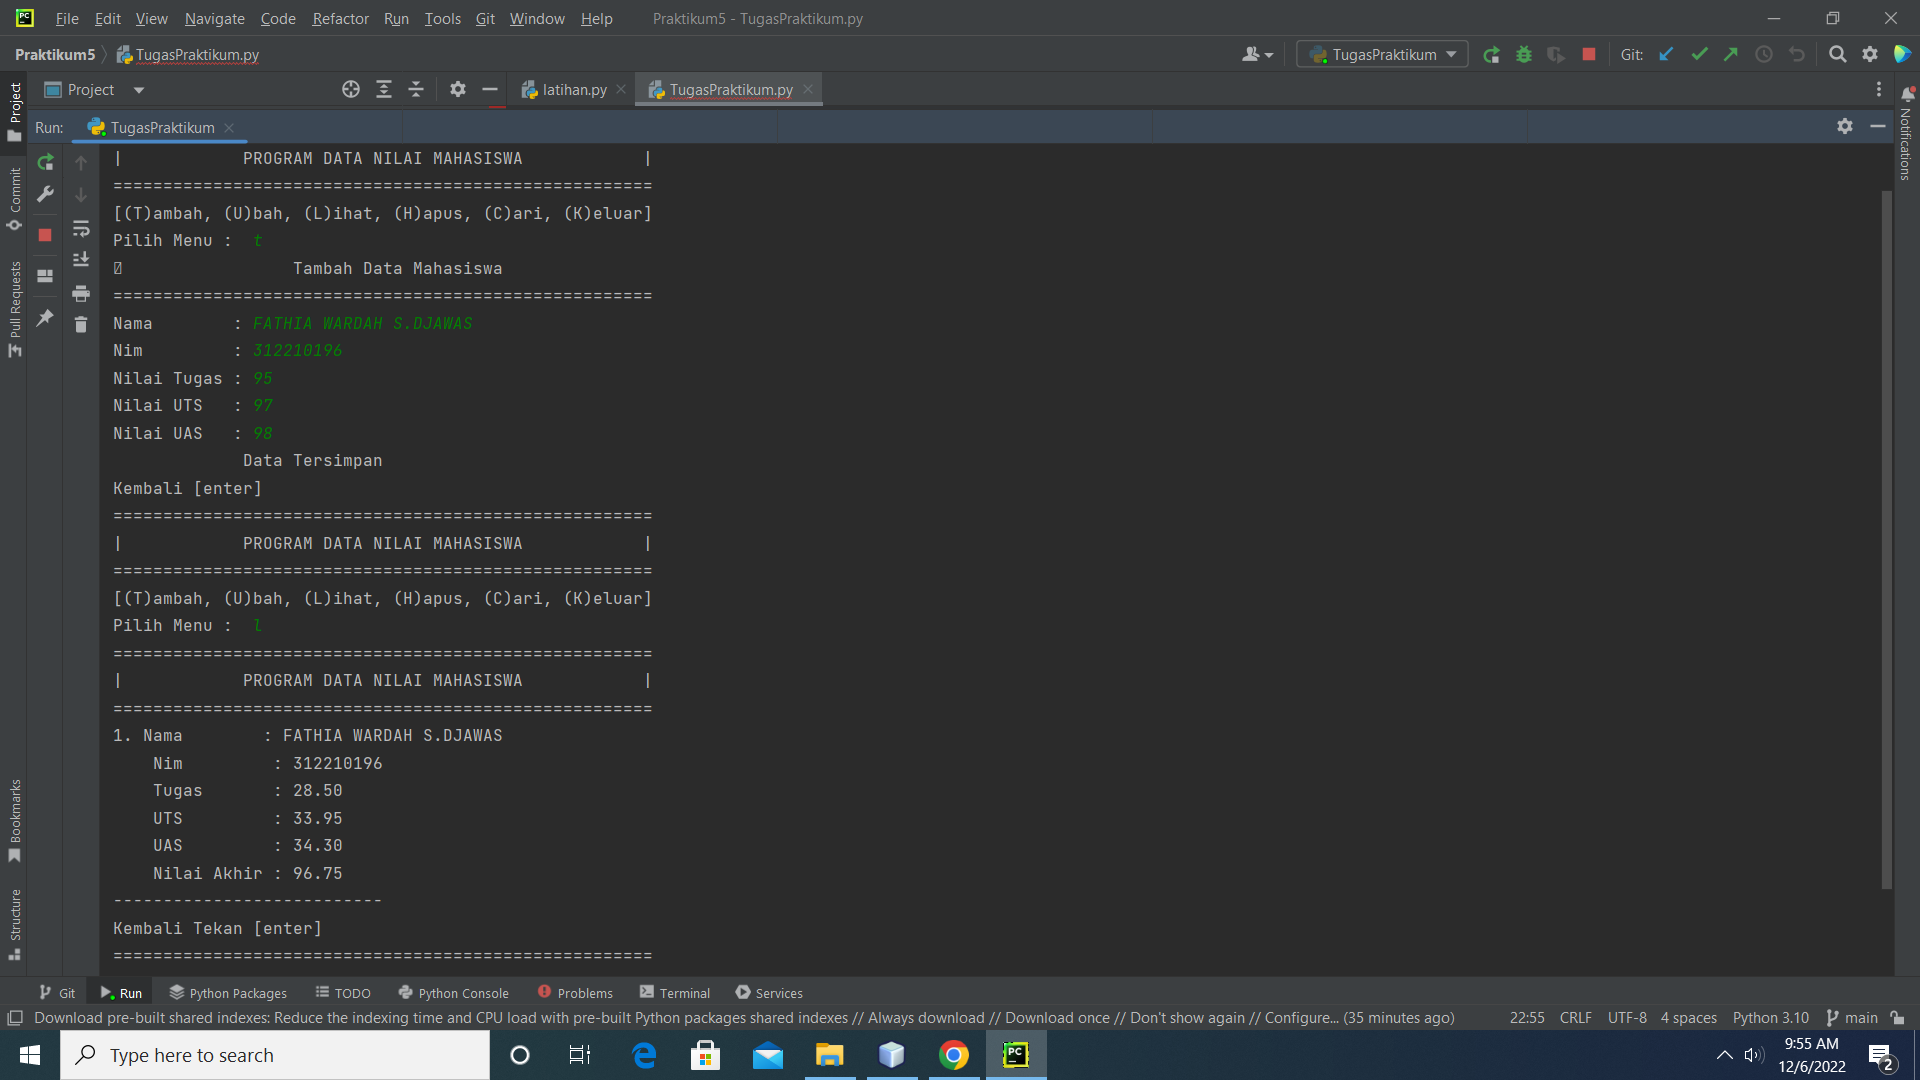 PC File Edit View Navigate Code Refactor Run Tools Git Window Help Praktikum5 - TugasPraktikum.py
Praktikum5 TugasPraktikum.py TugasPraktikum Git:
Project latihan.py TugasPraktikum.py
Run: TugasPraktikum
|            PROGRAM DATA NILAI MAHASISWA            |
======================================================
[(T)ambah, (U)bah, (L)ihat, (H)apus, (C)ari, (K)eluar]
Pilih Menu :  t
Tambah Data Mahasiswa
======================================================
Nama        : FATHIA WARDAH S.DJAWAS
Nim         : 312210196
Nilai Tugas : 95
Nilai UTS   : 97
Nilai UAS   : 98
Data Tersimpan
Kembali [enter]
======================================================
|            PROGRAM DATA NILAI MAHASISWA            |
======================================================
[(T)ambah, (U)bah, (L)ihat, (H)apus, (C)ari, (K)eluar]
Pilih Menu :  l
======================================================
|            PROGRAM DATA NILAI MAHASISWA            |
======================================================
1. Nama        : FATHIA WARDAH S.DJAWAS
Nim         : 312210196
Tugas       : 28.50
UTS         : 33.95
UAS         : 34.30
Nilai Akhir : 96.75
---------------------------
Kembali Tekan [enter]
======================================================
Project
Commit
Pull Requests
Bookmarks
Structure
Notifications
Git Run Python Packages TODO Python Console Problems Terminal Services
Download pre-built shared indexes: Reduce the indexing time and CPU load with pre-built Python packages shared indexes // Always download // Download once // Don't show again // Configure... (35 minutes ago) 22:55 CRLF UTF-8 4 spaces Python 3.10 main
Type here to search PC 9:55 AM
12/6/2022 2